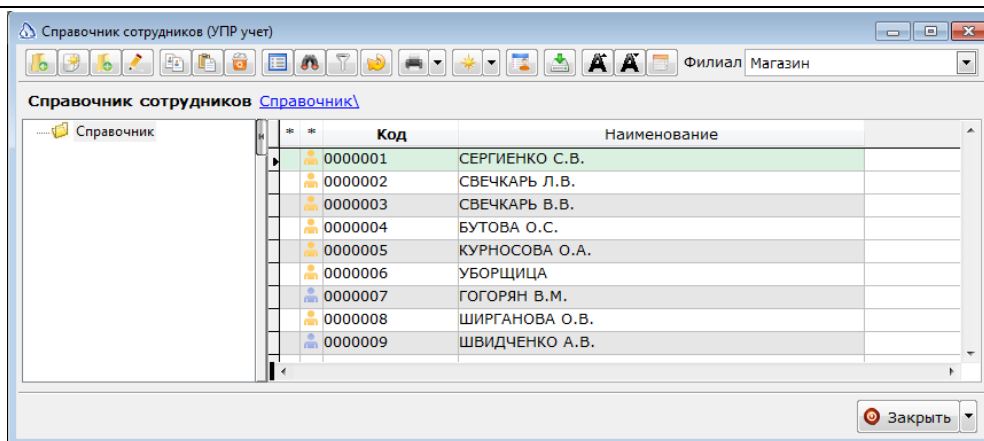 Справочник сотрудников (УПР учет)
Филиал Магазин
Справочник сотрудников Справочник\
Справочник
* * Код Наименование
0000001 СЕРГИЕНКО С.В.
0000002 СВЕЧКАРЬ Л.В.
0000003 СВЕЧКАРЬ В.В.
0000004 БУТОВА О.С.
0000005 КУРНОСОВА О.А.
0000006 УБОРЩИЦА
0000007 ГОГОРЯН В.М.
0000008 ШИРГАНОВА О.В.
0000009 ШВИДЧЕНКО А.В.
Закрыть